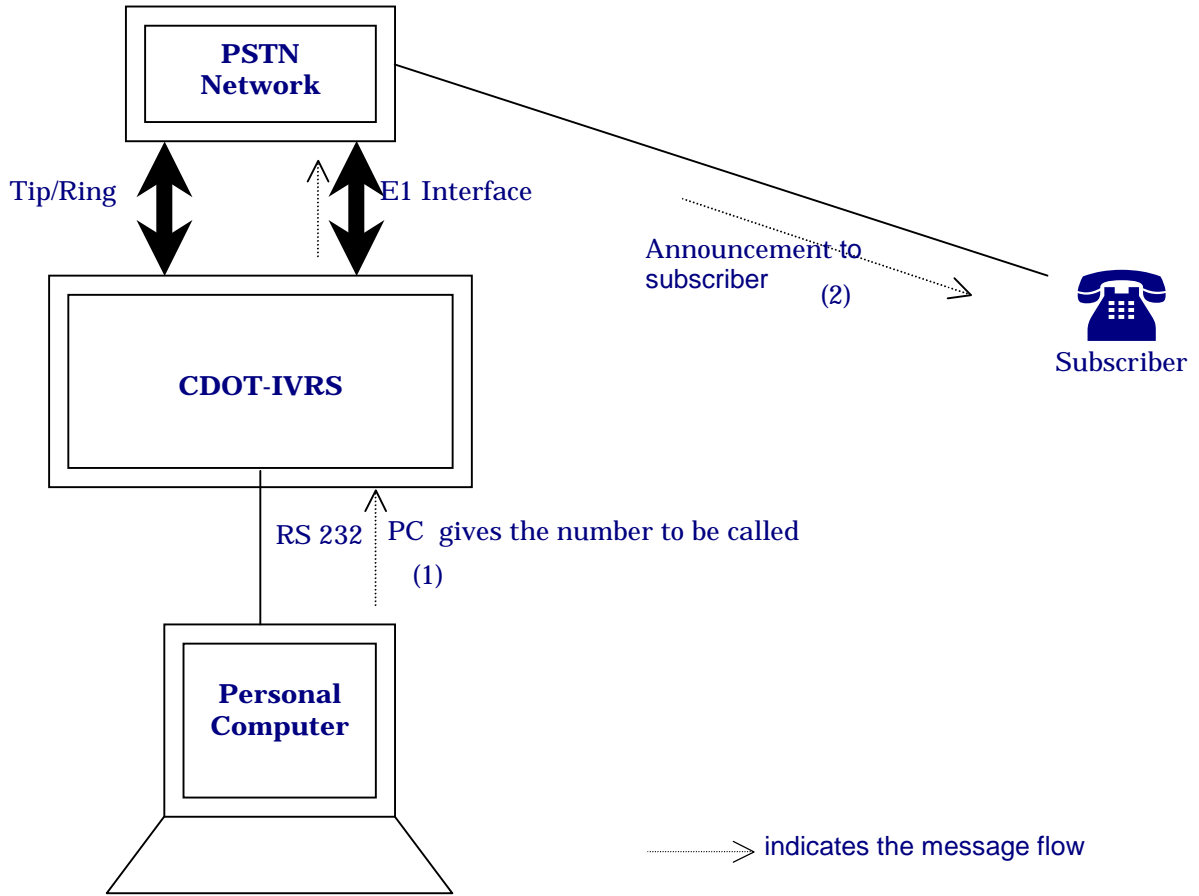 PSTN
Network
Tip/Ring
E1 Interface
Announcement to
subscriber
(2)
Subscriber
CDOT-IVRS
RS 232
PC gives the number to be called
(1)
Personal
Computer
indicates the message flow